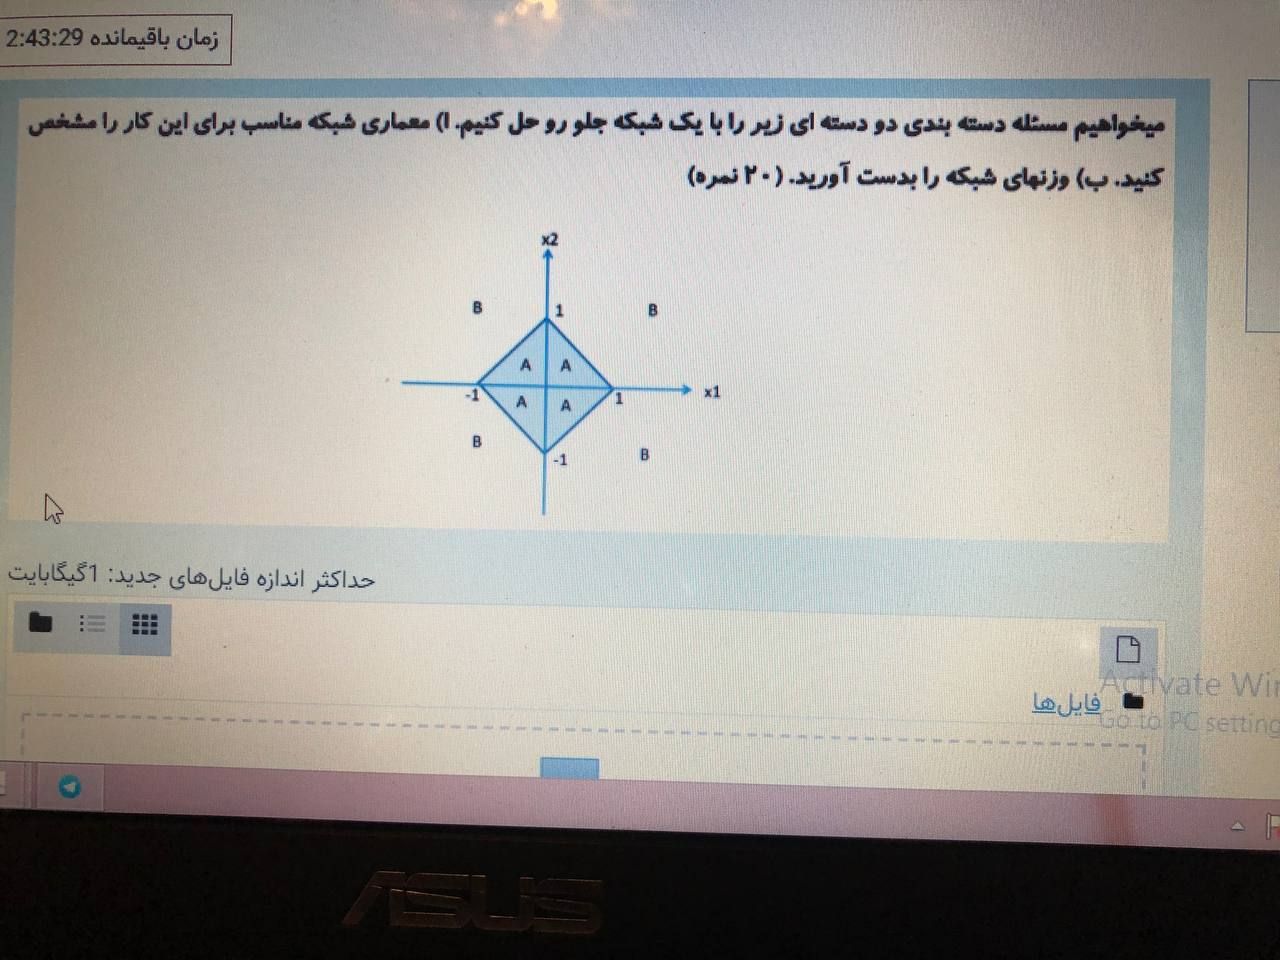 زمان باقیمانده 2:43:29
میخواهیم مسئله دسته بندی دو دسته ای زیر را با یک شبکه جلو رو حل کنیم. ا) معماری شبکه مناسب برای این کار را مشخص
کنید. ب) وزنهای شبکه را بدست آورید. (۲۰ نمره)
x2
B 1 B
A A
-1 1 x1
A A
B -1 B
حداکثر اندازه فایل‌های جدید: 1گیگابایت
Activate Win
فایل‌ها
Go to PC setting
ASUS